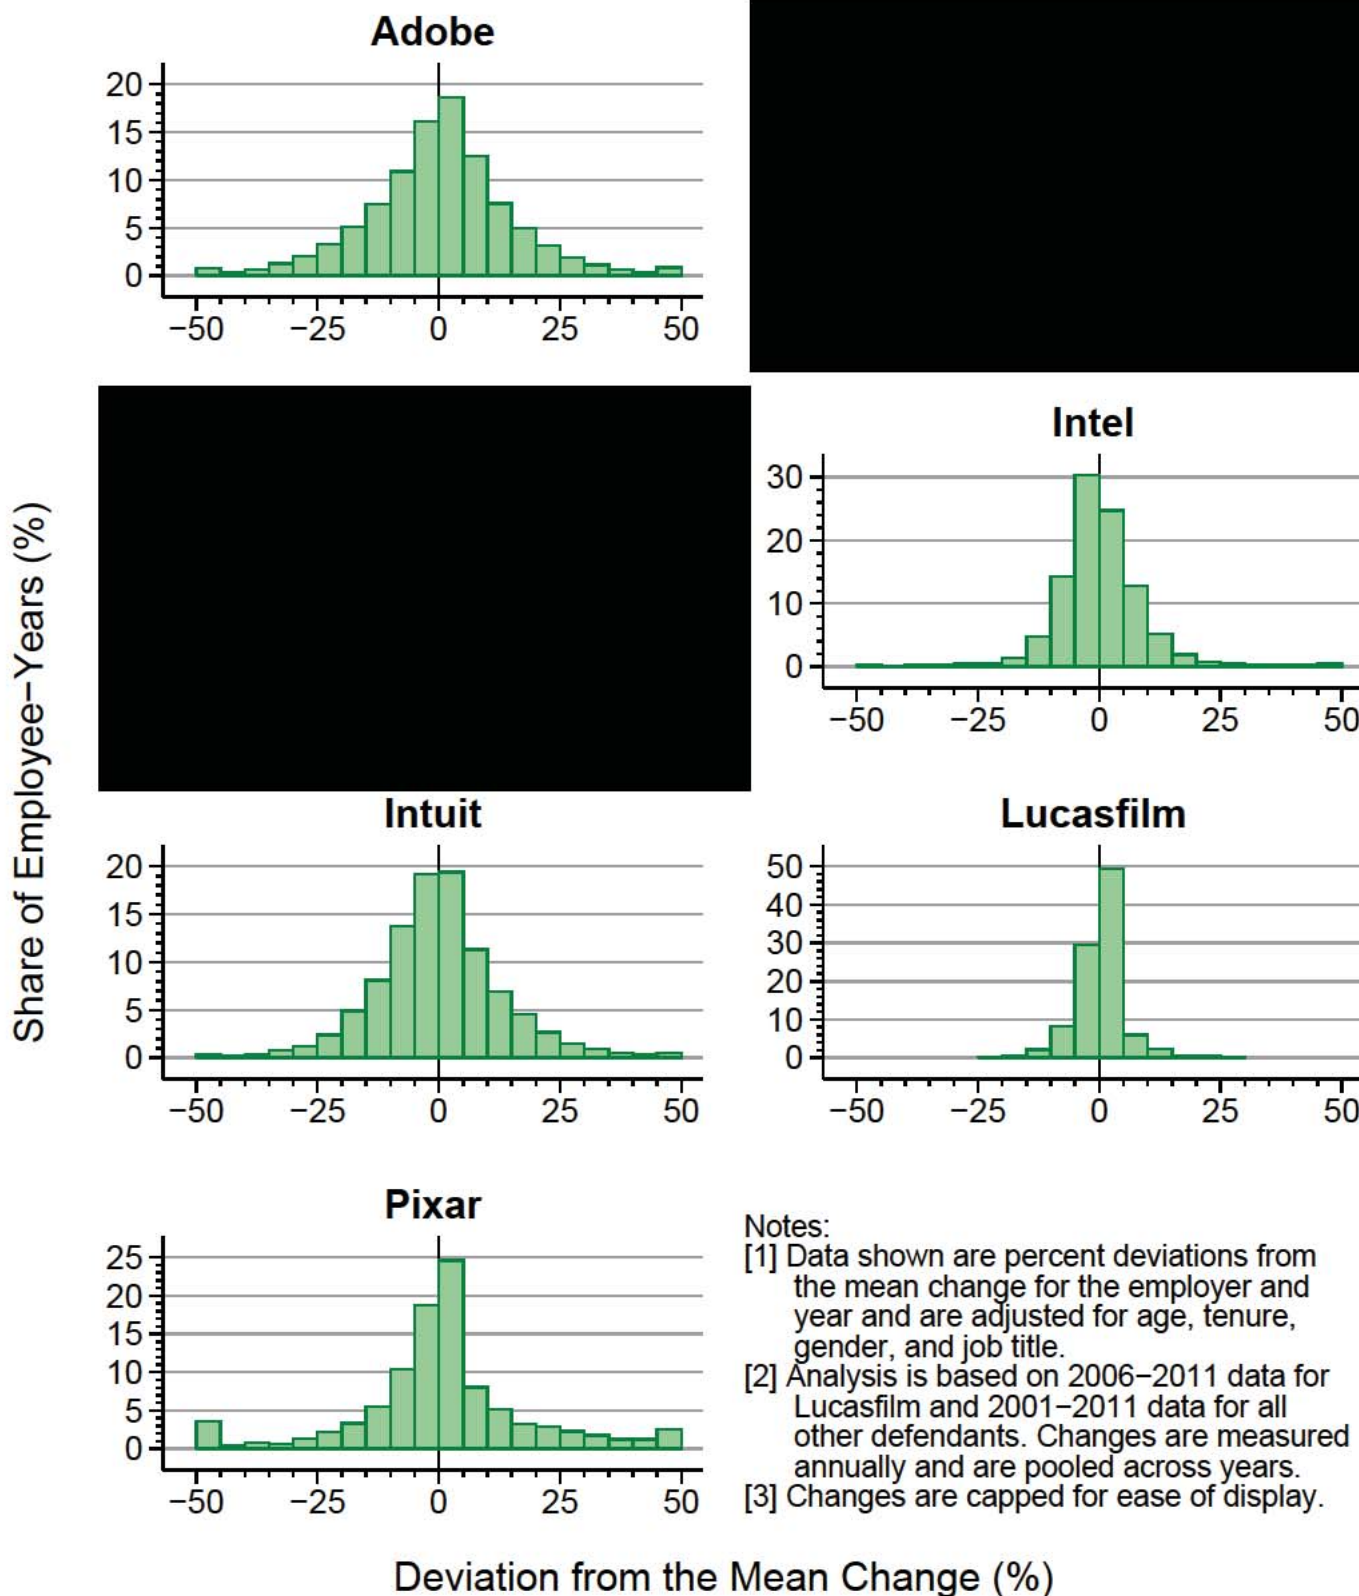 Adobe
20
15
10
5
0
−50 −25 0 25 50
Intel
30
20
10
0
−50 −25 0 25 50
Share of Employee−Years (%)
Intuit
20
15
10
5
0
−50 −25 0 25 50
Lucasfilm
50
40
30
20
10
0
−50 −25 0 25 50
Pixar
25
20
15
10
5
0
−50 −25 0 25 50
Notes:
[1] Data shown are percent deviations from
the mean change for the employer and
year and are adjusted for age, tenure,
gender, and job title.
[2] Analysis is based on 2006−2011 data for
Lucasfilm and 2001−2011 data for all
other defendants. Changes are measured
annually and are pooled across years.
[3] Changes are capped for ease of display.
Deviation from the Mean Change (%)